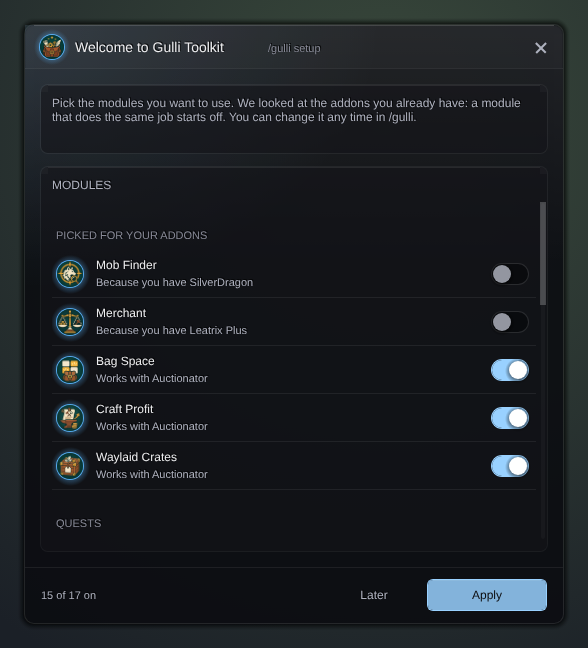 Welcome to Gulli Toolkit /gulli setup
Pick the modules you want to use. We looked at the addons you already have: a module
that does the same job starts off. You can change it any time in /gulli.
MODULES
PICKED FOR YOUR ADDONS
Mob Finder
Because you have SilverDragon
Merchant
Because you have Leatrix Plus
Bag Space
Works with Auctionator
Craft Profit
Works with Auctionator
Waylaid Crates
Works with Auctionator
QUESTS
15 of 17 on
Later
Apply